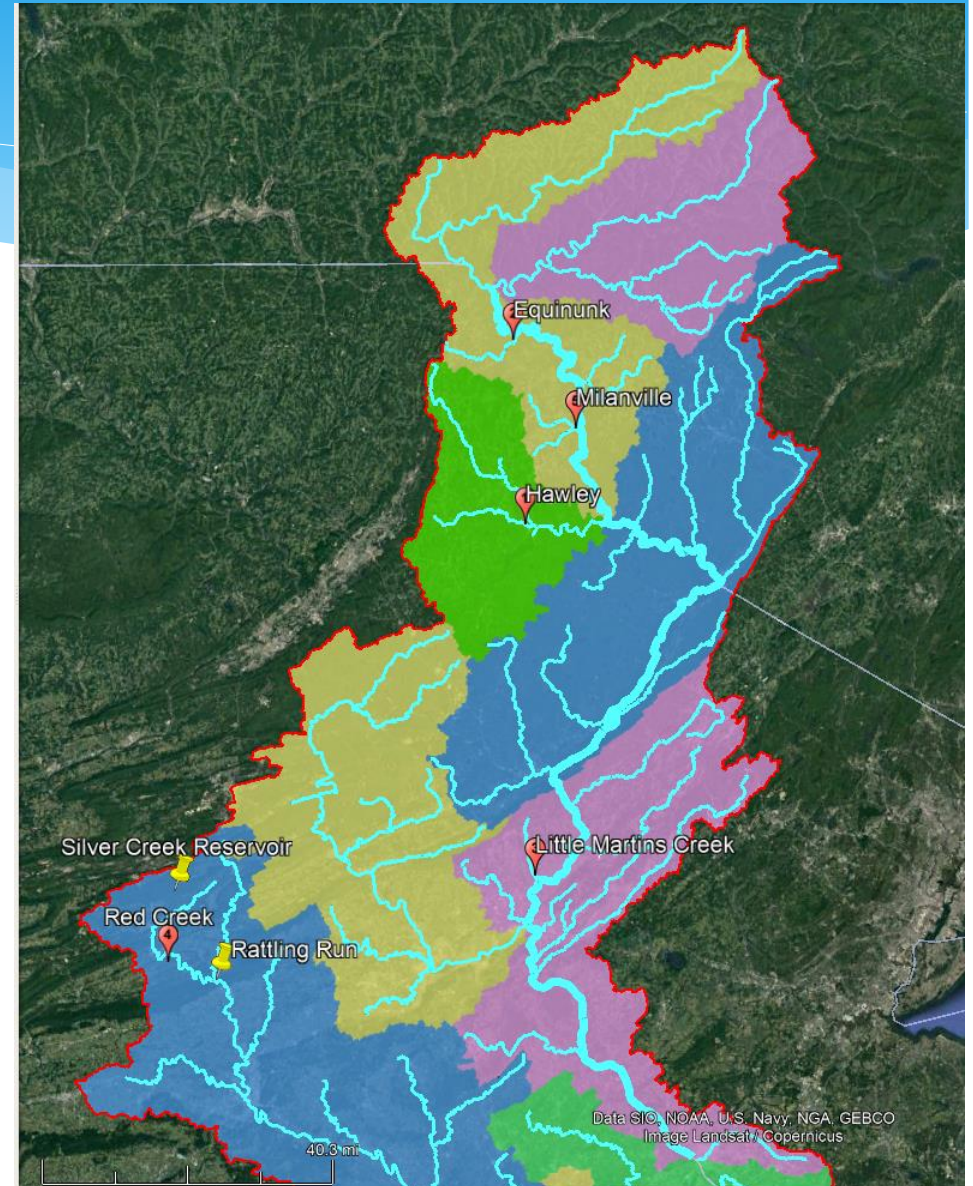 Equinunk
Milanville
Hawley
Little Martins Creek
Silver Creek Reservoir
Red Creek
4
Rattling Run
Data SIO, NOAA, U.S. Navy, NGA, GEBCO
Image Landsat / Copernicus
40.3 mi